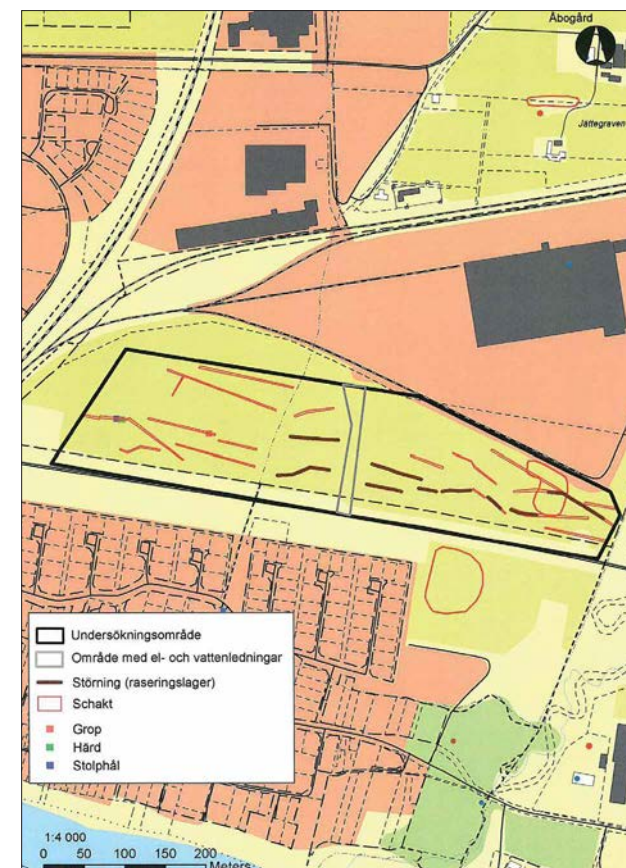 Åbogård
Jättegraven
Undersökningsområde
Område med el- och vattenledningar
Störning (raseringslager)
Schakt
Grop
Härd
Stolphål
1:4 000
0 50 100 150 200
Meters